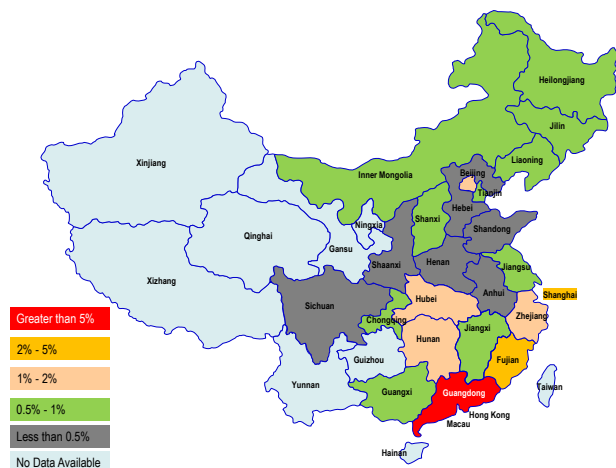 Heilongjiang
Jilin
Liaoning
Xinjiang
Inner Mongolia
Beijing
Tianjin
Hebei
Shanxi
Ningxia
Qinghai
Gansu
Shandong
Xizhang
Shaanxi
Henan
Jiangsu
Sichuan
Anhui
Shanghai
Hubei
Chongqing
Zhejiang
Hunan
Jiangxi
Guizhou
Fujian
Yunnan
Guangxi
Guangdong
Taiwan
Hong Kong
Macau
Hainan
Greater than 5%
2% - 5%
1% - 2%
0.5% - 1%
Less than 0.5%
No Data Available